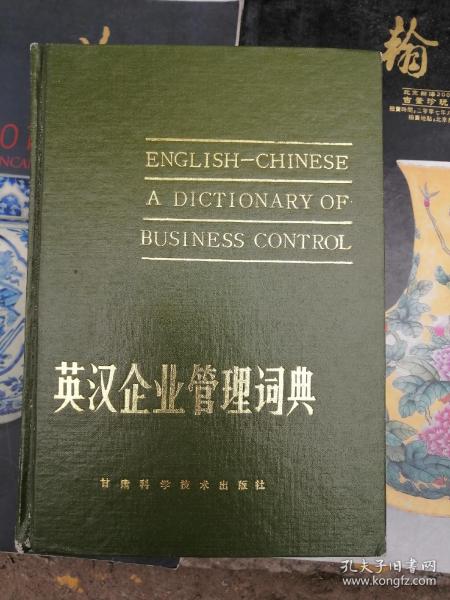 ENGLISH—CHINESE
A DICTIONARY OF
BUSINESS CONTROL
英汉企业管理词典
甘肃科学技术出版社
翰
孔夫子旧书网
www.kongfz.com